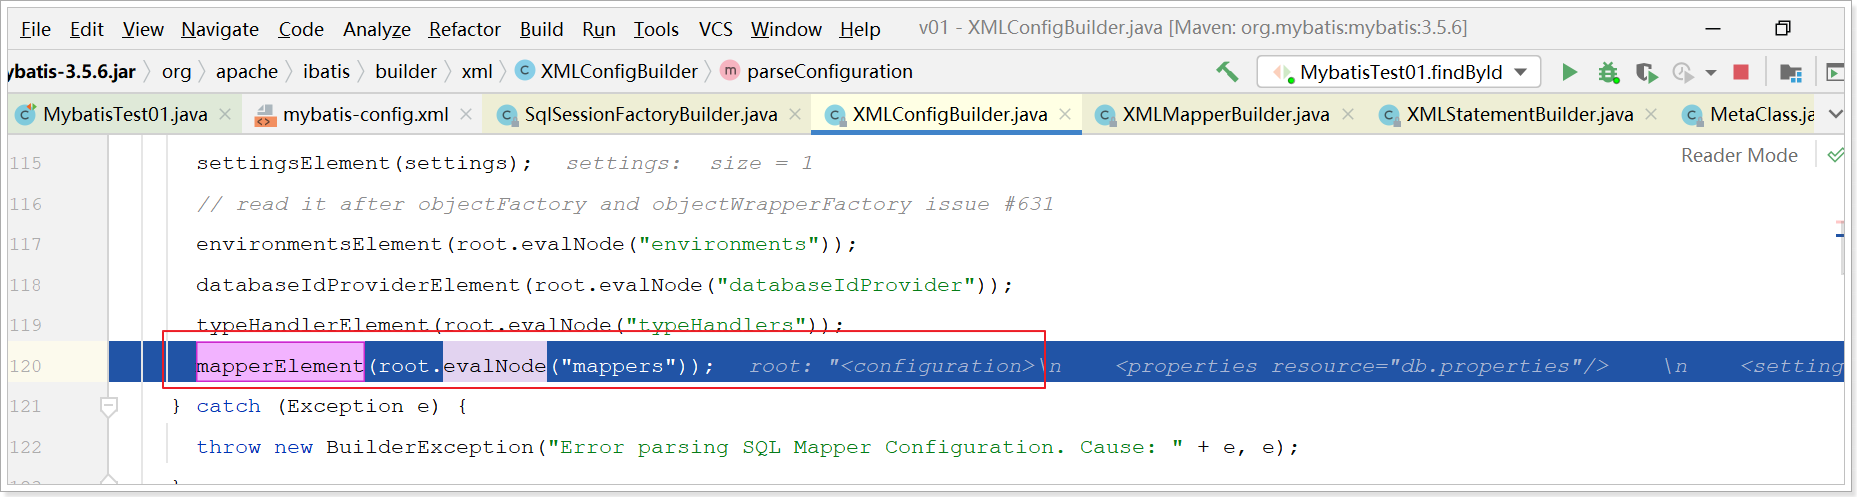 File Edit View Navigate Code Analyze Refactor Build Run Tools VCS Window Help v01 - XMLConfigBuilder.java [Maven: org.mybatis:mybatis:3.5.6]
ybatis-3.5.6.jar org apache ibatis builder xml XMLConfigBuilder parseConfiguration MybatisTest01.findById
MybatisTest01.java mybatis-config.xml SqlSessionFactoryBuilder.java XMLConfigBuilder.java XMLMapperBuilder.java XMLStatementBuilder.java MetaClass.ja
Reader Mode
115 settingsElement(settings); settings: size = 1
116 // read it after objectFactory and objectWrapperFactory issue #631
117 environmentsElement(root.evalNode("environments"));
118 databaseIdProviderElement(root.evalNode("databaseIdProvider"));
119 typeHandlerElement(root.evalNode("typeHandlers"));
120 mapperElement(root.evalNode("mappers")); root: "<configuration>\n <properties resource="db.properties"/> \n <setting
121 } catch (Exception e) {
122 throw new BuilderException("Error parsing SQL Mapper Configuration. Cause: " + e, e);